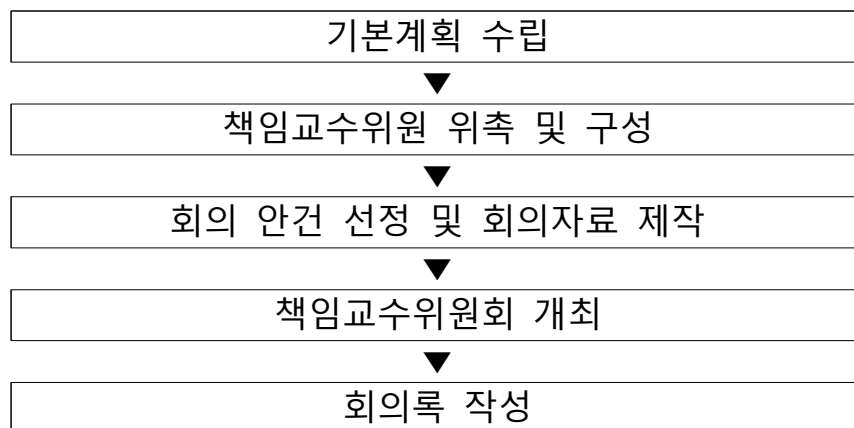 기본계획 수립
책임교수위원 위촉 및 구성
회의 안건 선정 및 회의자료 제작
책임교수위원회 개최
회의록 작성